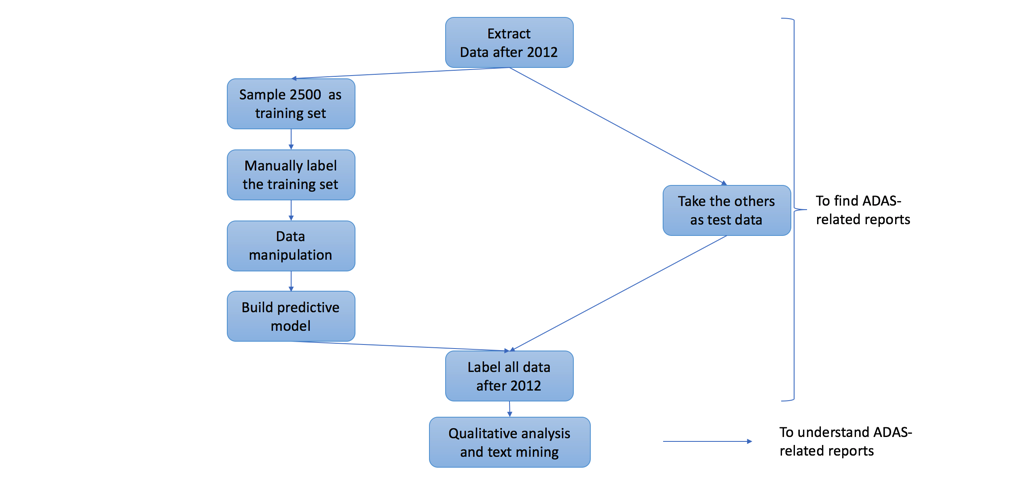 Extract
Data after 2012
Sample 2500 as
training set
Manually label
the training set
Data
manipulation
Build predictive
model
Take the others
as test data
To find ADAS-
related reports
Label all data
after 2012
Qualitative analysis
and text mining
To understand ADAS-
related reports